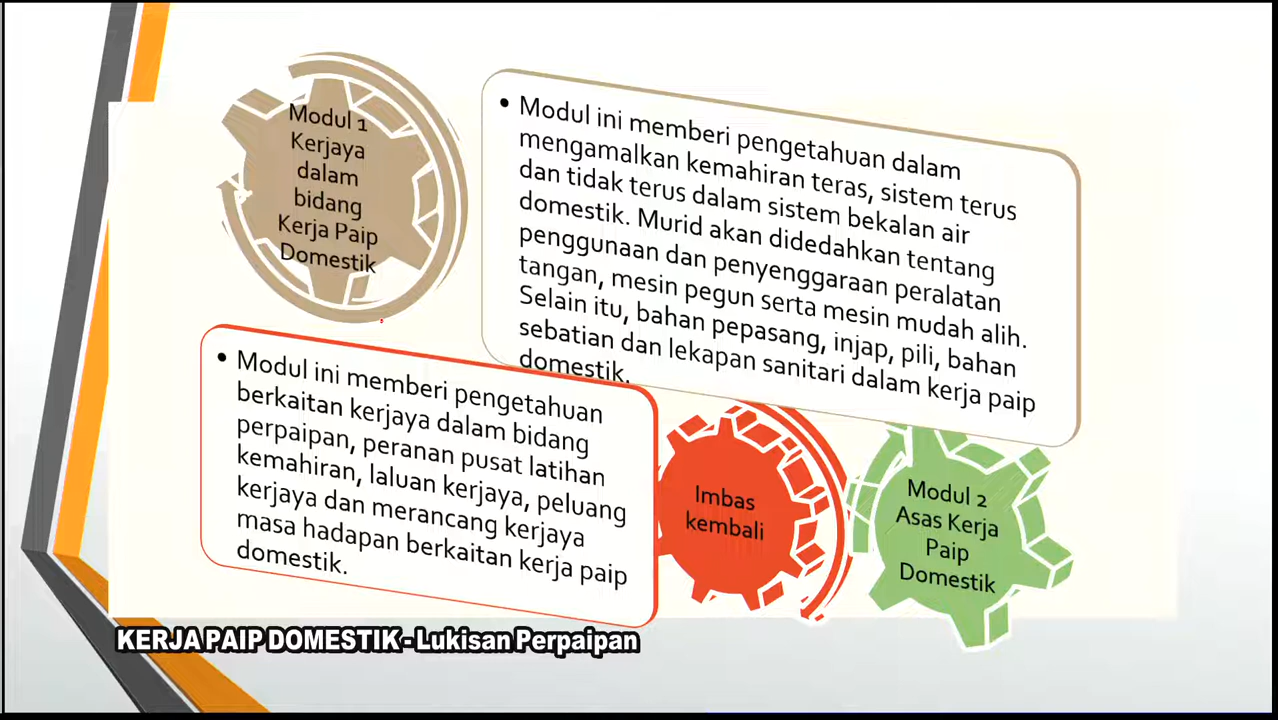 Modul 1
Kerjaya
dalam
bidang
Kerja Paip
Domestik
• Modul ini memberi pengetahuan dalam
mengamalkan kemahiran teras, sistem terus
dan tidak terus dalam sistem bekalan air
domestik. Murid akan didedahkan tentang
penggunaan dan penyenggaraan peralatan
tangan, mesin pegun serta mesin mudah alih.
Selain itu, bahan pepasang, injap, pili, bahan
sebatian dan lekapan sanitari dalam kerja paip
domestik.
• Modul ini memberi pengetahuan
berkaitan kerjaya dalam bidang
perpaipan, peranan pusat latihan
kemahiran, laluan kerjaya, peluang
kerjaya dan merancang kerjaya
masa hadapan berkaitan kerja paip
domestik.
Imbas
kembali
Modul 2
Asas Kerja
Paip
Domestik
KERJA PAIP DOMESTIK - Lukisan Perpaipan